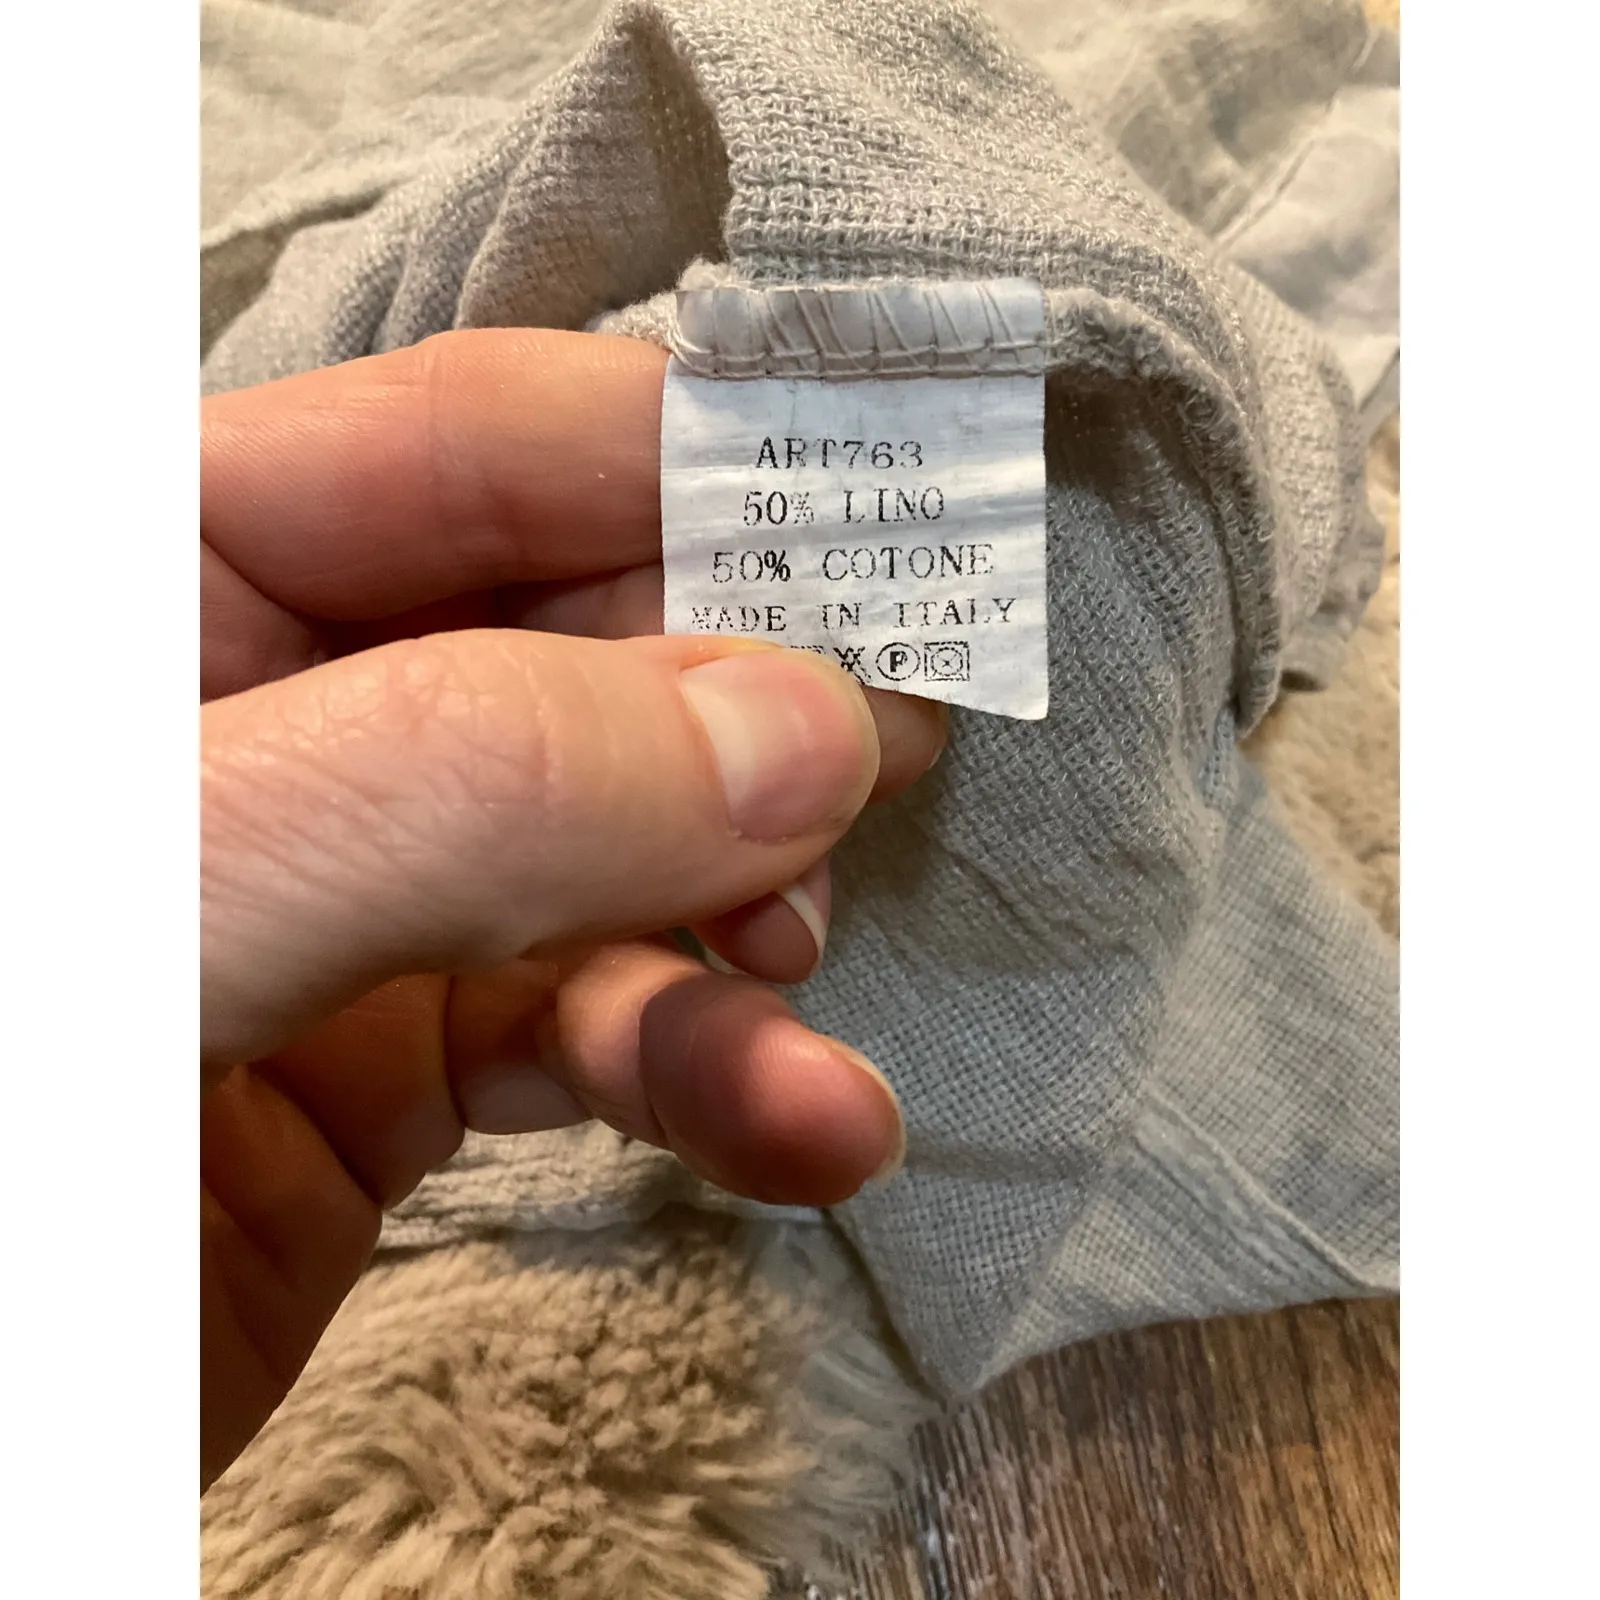 ART763
50% LINO
50% COTONE
MADE IN ITALY
P